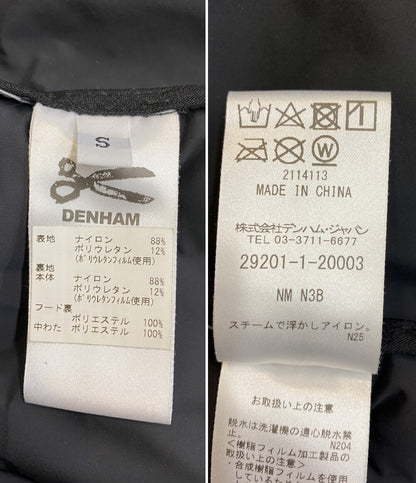 S
DENHAM
表地 ナイロン 88%
ポリウレタン 12%
(ﾎﾟﾘｳﾚﾀﾝﾌｨﾙﾑ使用)
裏地
本体 ナイロン 88%
ポリウレタン 12%
(ﾎﾟﾘｳﾚﾀﾝﾌｨﾙﾑ使用)
フード裏
ポリエステル 100%
中わた ポリエステル 100%
W
2114113
MADE IN CHINA
株式会社デンハム・ジャパン
TEL 03-3711-6677
29201-1-20003
NM N3B
スチームで浮かしアイロン。
N25
お取扱い上の注意
脱水は洗濯機の遠心脱水禁
止。
N204
<樹脂フィルム加工製品の
取扱い上の注意>
・合成樹脂フィルムを使用